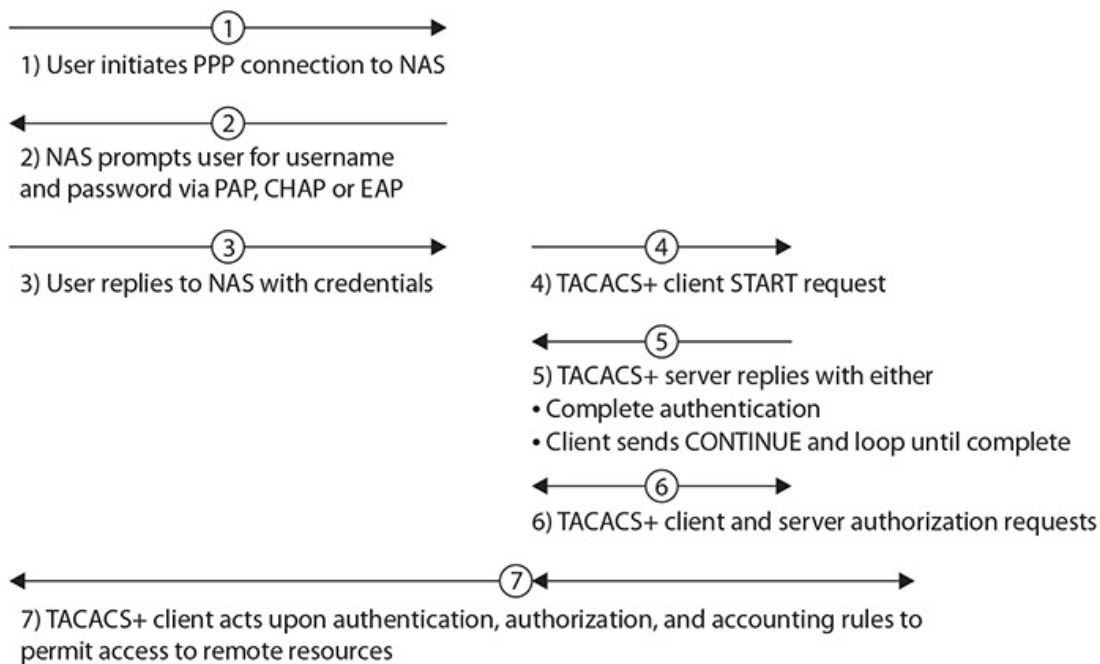 1
1) User initiates PPP connection to NAS
2
2) NAS prompts user for username
and password via PAP, CHAP or EAP
3
3) User replies to NAS with credentials
4
4) TACACS+ client START request
5
5) TACACS+ server replies with either
• Complete authentication
• Client sends CONTINUE and loop until complete
6
6) TACACS+ client and server authorization requests
7
7) TACACS+ client acts upon authentication, authorization, and accounting rules to
permit access to remote resources